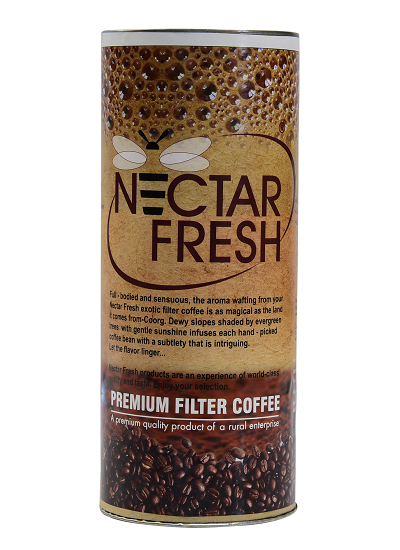 NECTAR
FRESH
Full - bodied and sensuous, the aroma wafting from your
Nectar Fresh exotic filter coffee is as magical as the land
it comes from-Coorg. Dewy slopes shaded by evergreen
trees, with gentle sunshine infuses each hand - picked
coffee bean with a subtlety that is intriguing.
Let the flavor linger...
Nectar Fresh products are an experience of world-class
quality and taste. Enjoy your selection.
PREMIUM FILTER COFFEE
A premium quality product of a rural enterprise